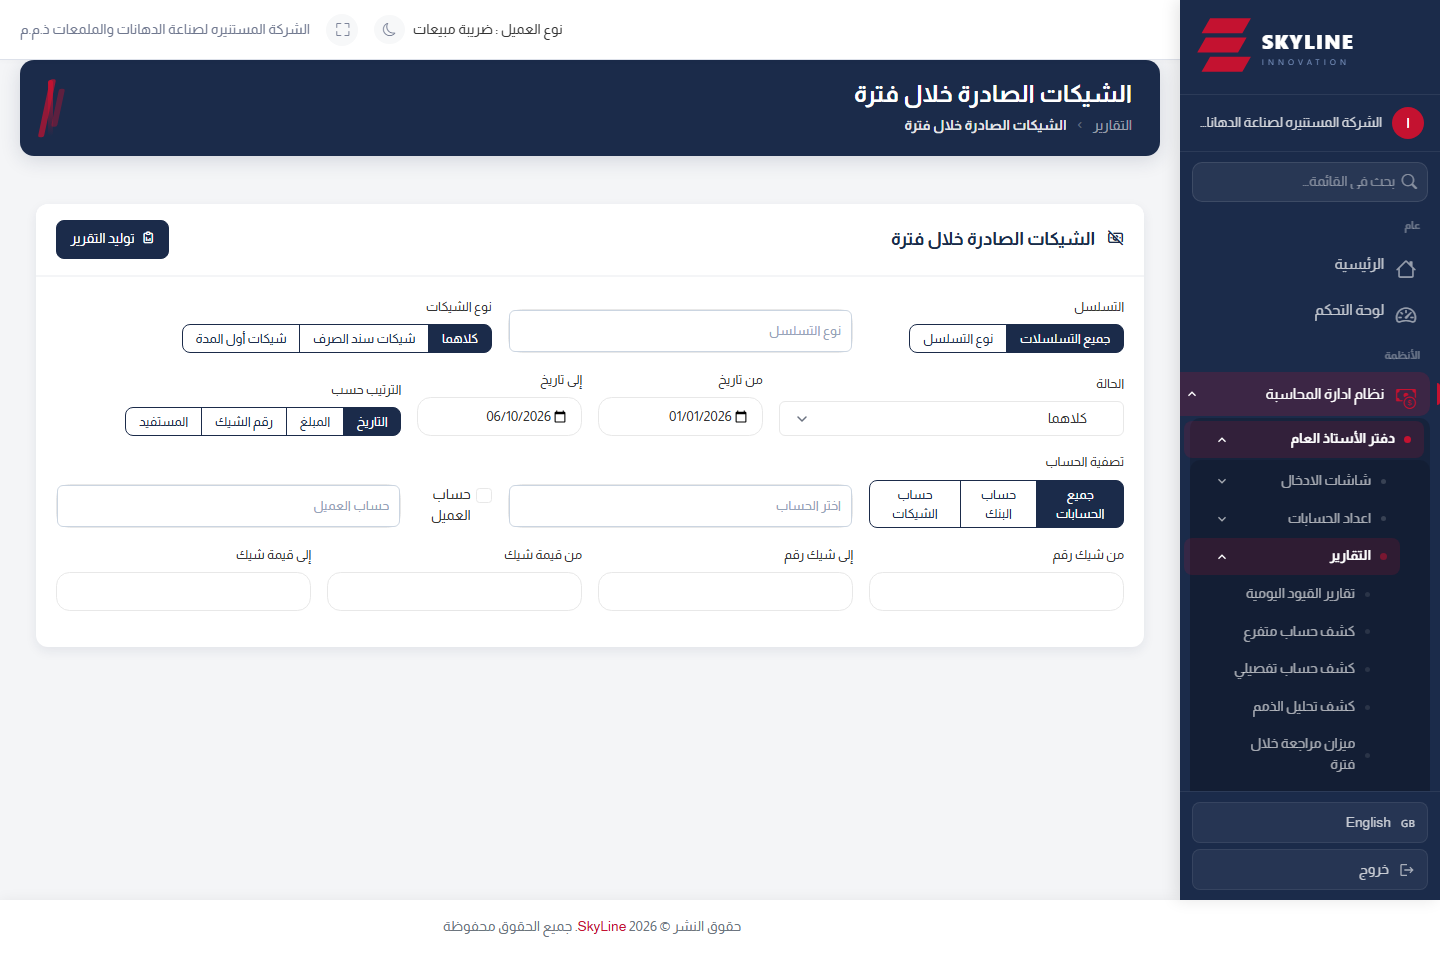 SKYLINE
INNOVATION
ا
الشركة المستنيره لصناعة الدهانا...
بحث في القائمة...
عام
الرئيسية
لوحة التحكم
الأنظمة
نظام ادارة المحاسبة
دفتر الأستاذ العام
شاشات الادخال
اعداد الحسابات
التقارير
تقارير القيود اليومية
كشف حساب متفرع
كشف حساب تفصيلي
كشف تحليل الذمم
ميزان مراجعة خلال
فترة
GB English
خروج
نوع العميل : ضريبة مبيعات
الشركة المستنيره لصناعة الدهانات والملمعات ذ.م.م
الشيكات الصادرة خلال فترة
التقارير › الشيكات الصادرة خلال فترة
الشيكات الصادرة خلال فترة
توليد التقرير
التسلسل
نوع الشيكات
جميع التسلسلات نوع التسلسل
نوع التسلسل
كلاهما شيكات سند الصرف شيكات أول المدة
الحالة
من تاريخ
إلى تاريخ
الترتيب حسب
كلاهما
01/01/2026
06/10/2026
التاريخ المبلغ رقم الشيك المستفيد
تصفية الحساب
جميع
الحسابات
حساب
البنك
حساب
الشيكات
اختر الحساب
حساب
العميل
حساب العميل
من شيك رقم
إلى شيك رقم
من قيمة شيك
إلى قيمة شيك
حقوق النشر © 2026 SkyLine. جميع الحقوق محفوظة